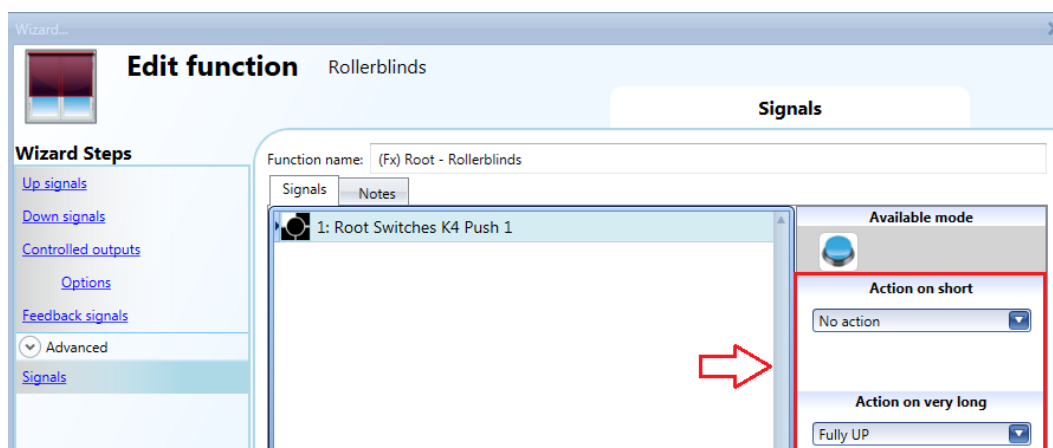 Wizard...
Edit function Rollerblinds
Signals
Wizard Steps
Up signals
Down signals
Controlled outputs
Options
Feedback signals
Advanced
Signals
Function name: (Fx) Root - Rollerblinds
Signals Notes
1: Root Switches K4 Push 1
Available mode
Action on short
No action
Action on very long
Fully UP